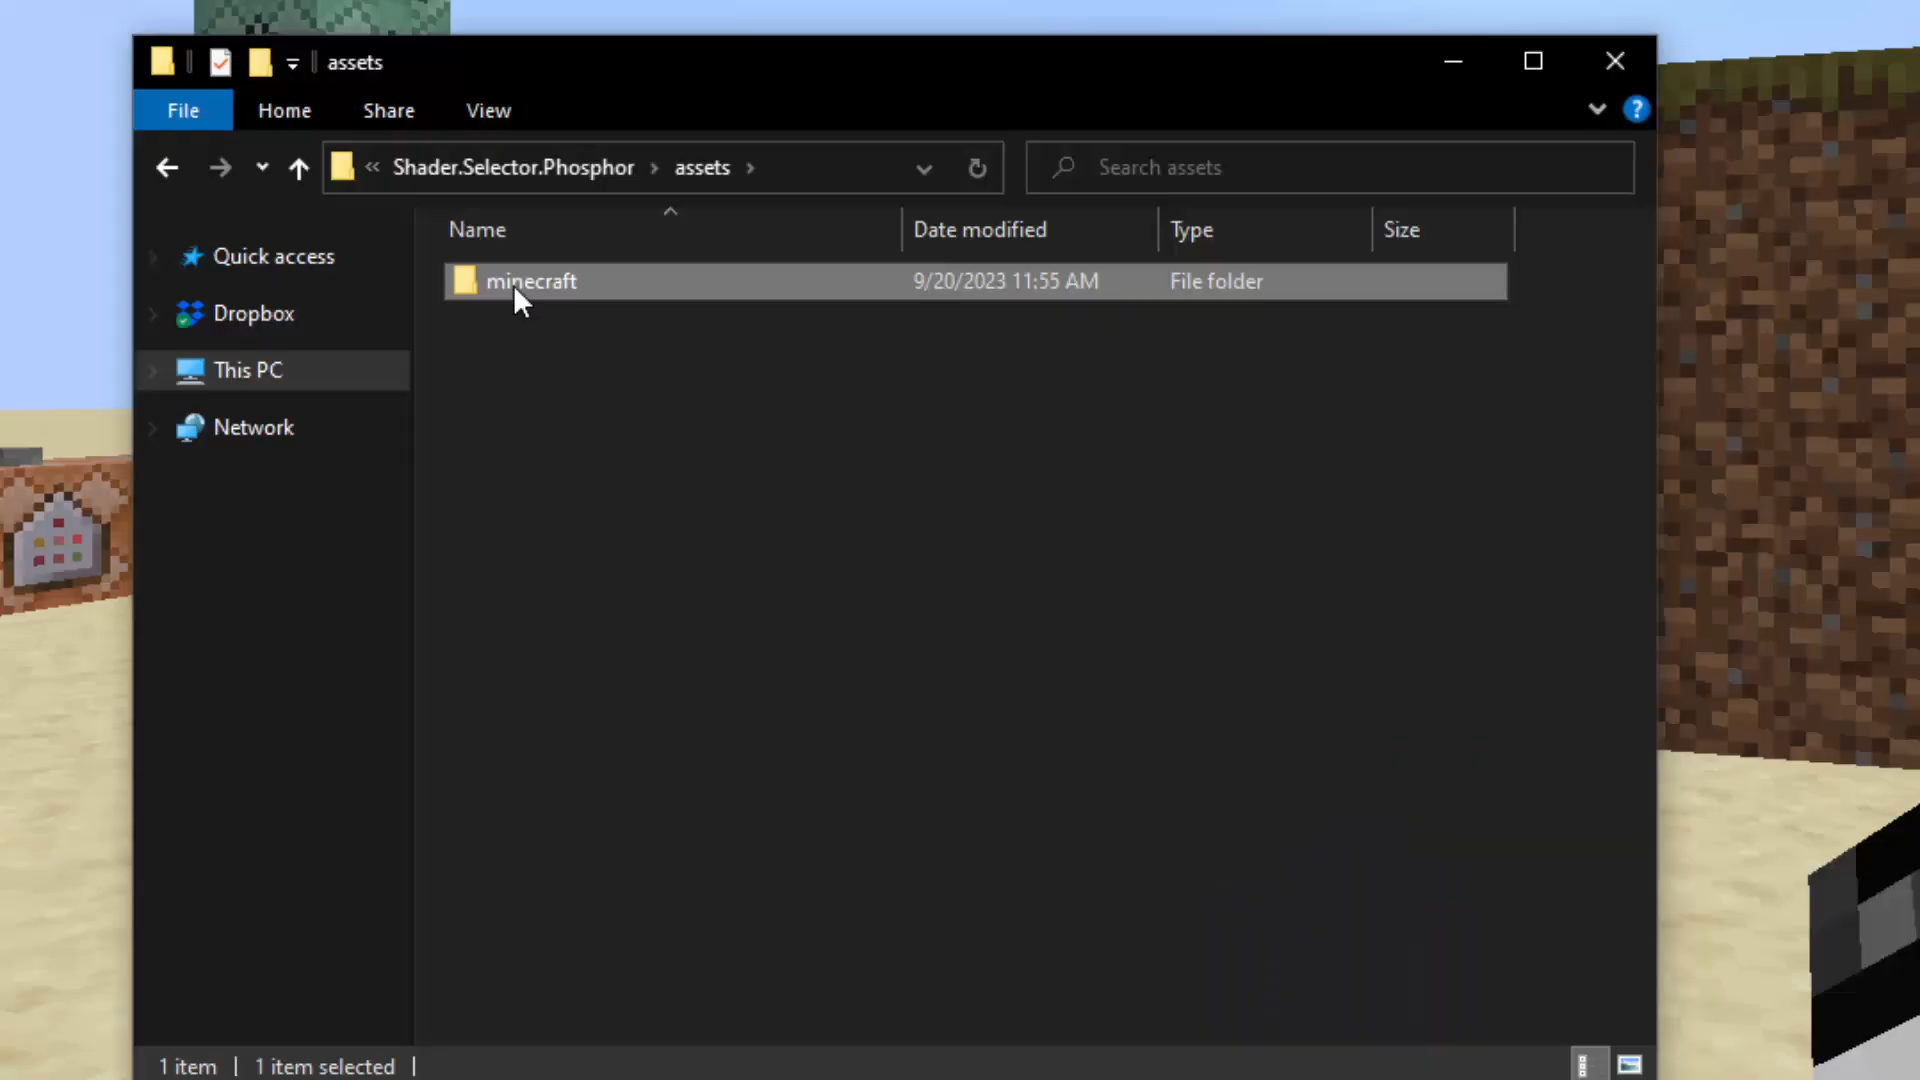 assets
File Home Share View
?
« Shader.Selector.Phosphor › assets › Search assets
Name Date modified Type Size
minecraft 9/20/2023 11:55 AM File folder
Quick access
Dropbox
This PC
Network
1 item | 1 item selected |